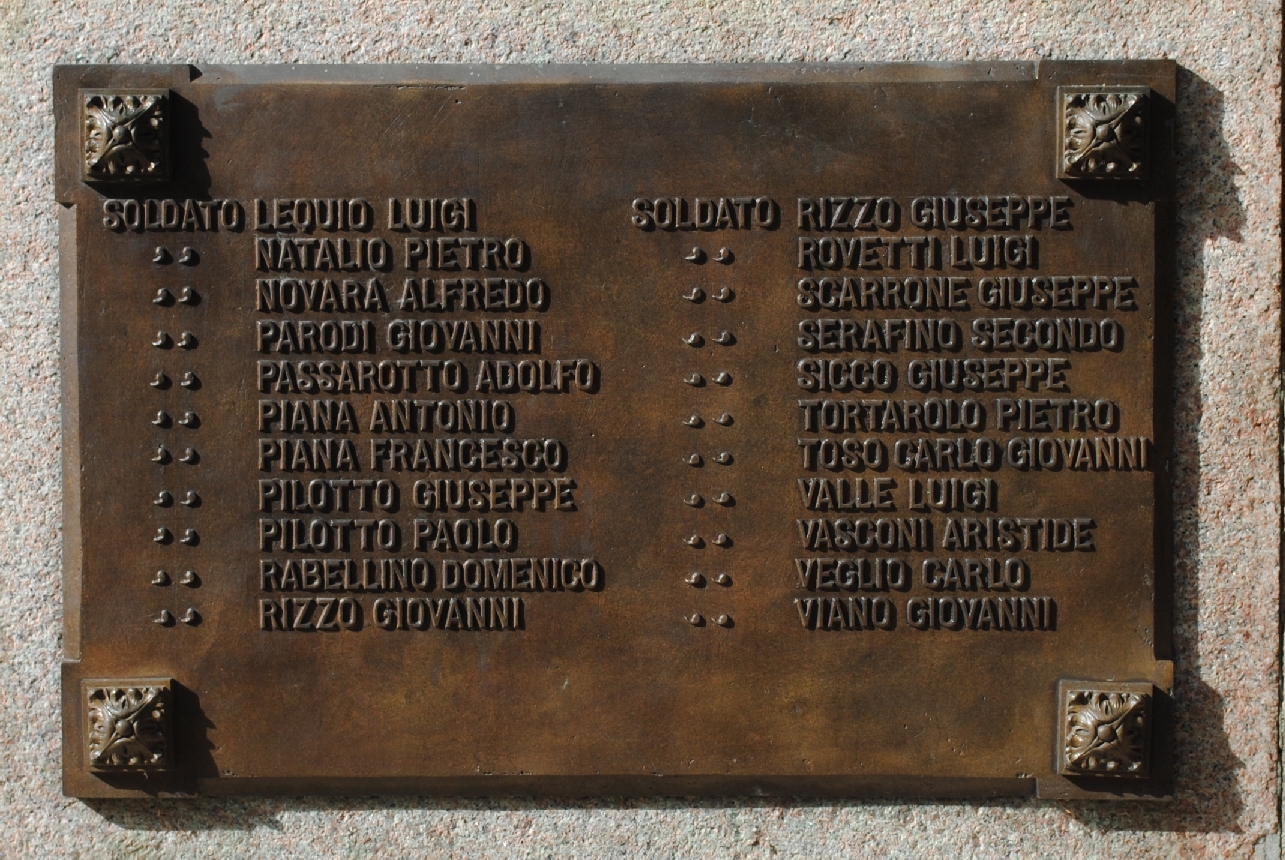 SOLDATO LEQUIO LUIGI
" NATALIO PIETRO
" NOVARA ALFREDO
" PARODI GIOVANNI
" PASSAROTTO ADOLFO
" PIANA ANTONIO
" PIANA FRANCESCO
" PILOTTO GIUSEPPE
" PILOTTO PAOLO
" RABELLINO DOMENICO
" RIZZO GIOVANNI
SOLDATO RIZZO GIUSEPPE
" ROVETTI LUIGI
" SCARRONE GIUSEPPE
" SERAFINO SECONDO
" SICCO GIUSEPPE
" TORTAROLO PIETRO
" TOSO CARLO GIOVANNI
" VALLE LUIGI
" VASCONI ARISTIDE
" VEGLIO CARLO
" VIANO GIOVANNI